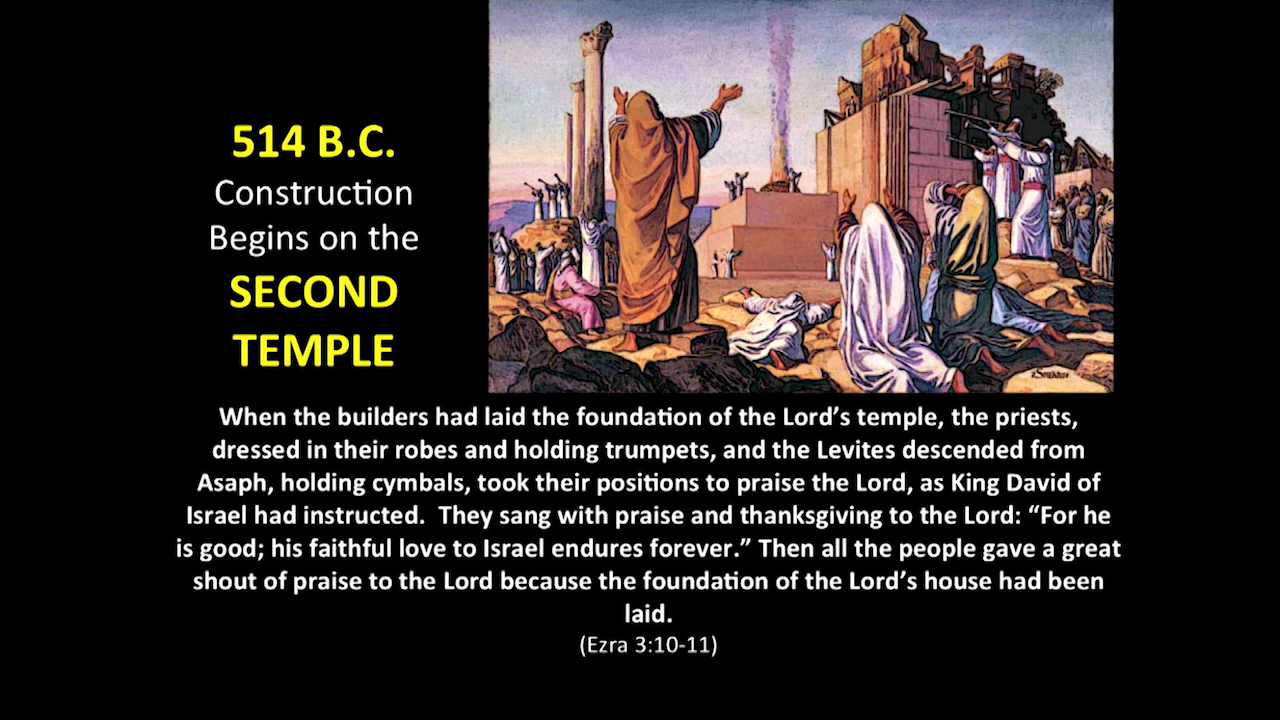 514 B.C.
Construction
Begins on the
SECOND
TEMPLE
When the builders had laid the foundation of the Lord’s temple, the priests,
dressed in their robes and holding trumpets, and the Levites descended from
Asaph, holding cymbals, took their positions to praise the Lord, as King David of
Israel had instructed.  They sang with praise and thanksgiving to the Lord: “For he
is good; his faithful love to Israel endures forever.” Then all the people gave a great
shout of praise to the Lord because the foundation of the Lord’s house had been
laid.
(Ezra 3:10-11)